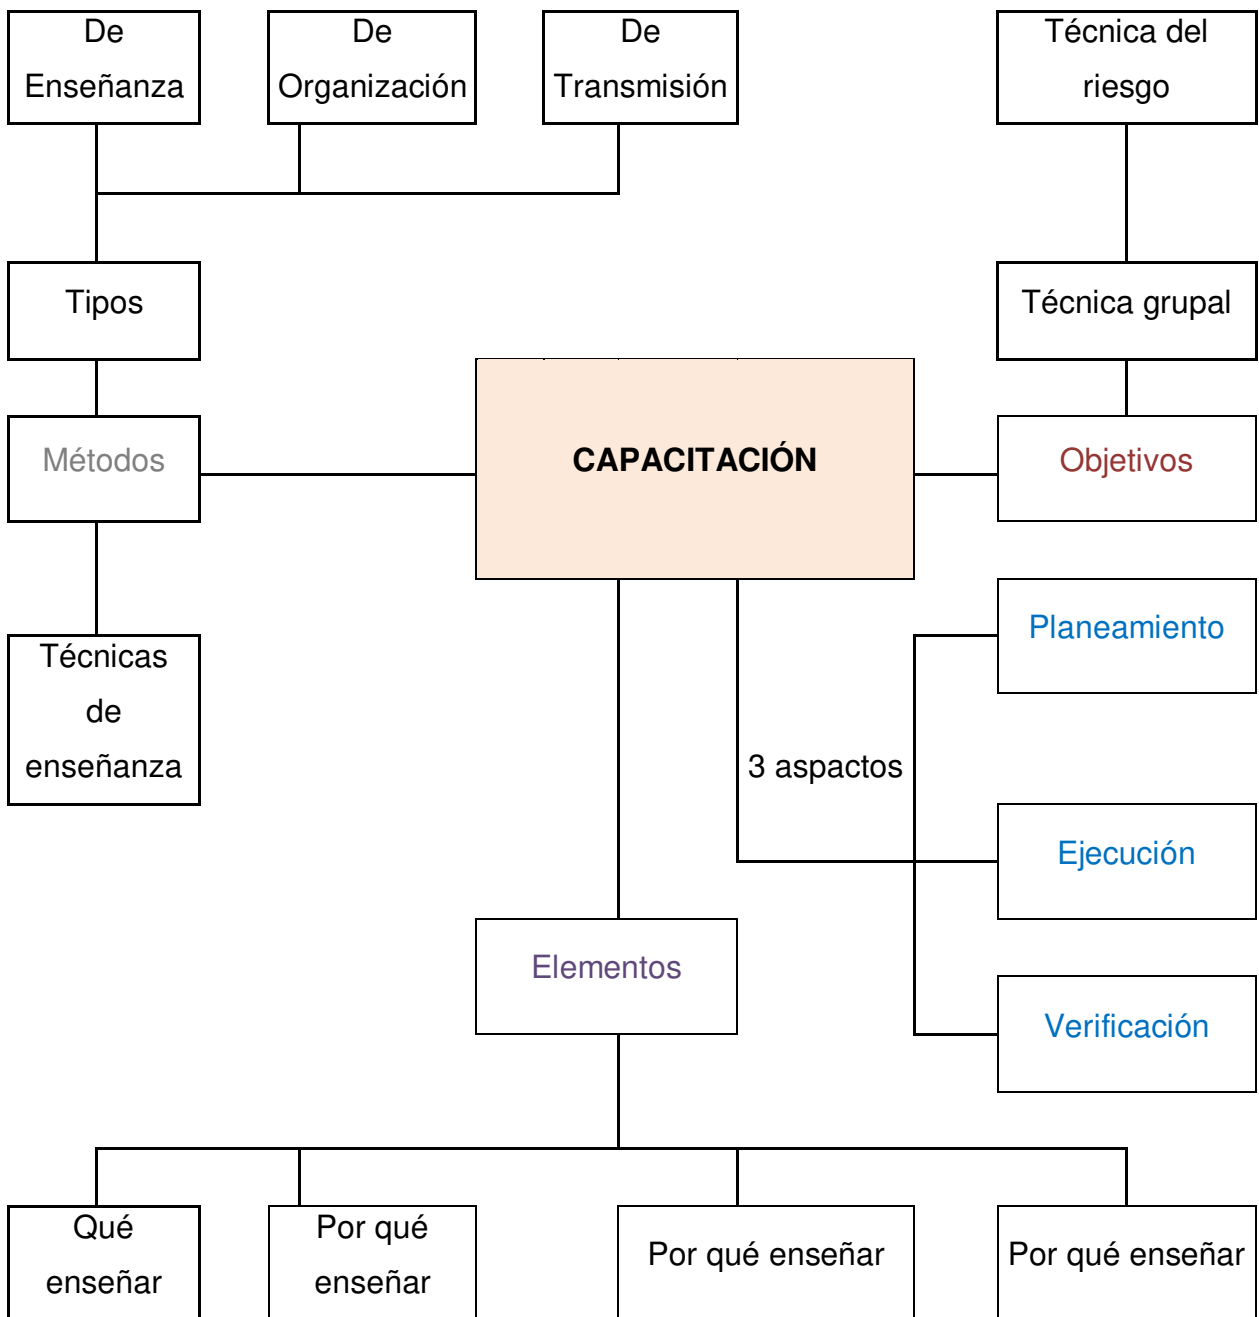 De
Enseñanza
De
Organización
De
Transmisión
Técnica del
riesgo
Tipos
Técnica grupal
Métodos
CAPACITACIÓN
Objetivos
Planeamiento
Técnicas
de
enseñanza
3 aspactos
Ejecución
Elementos
Verificación
Qué
enseñar
Por qué
enseñar
Por qué enseñar
Por qué enseñar